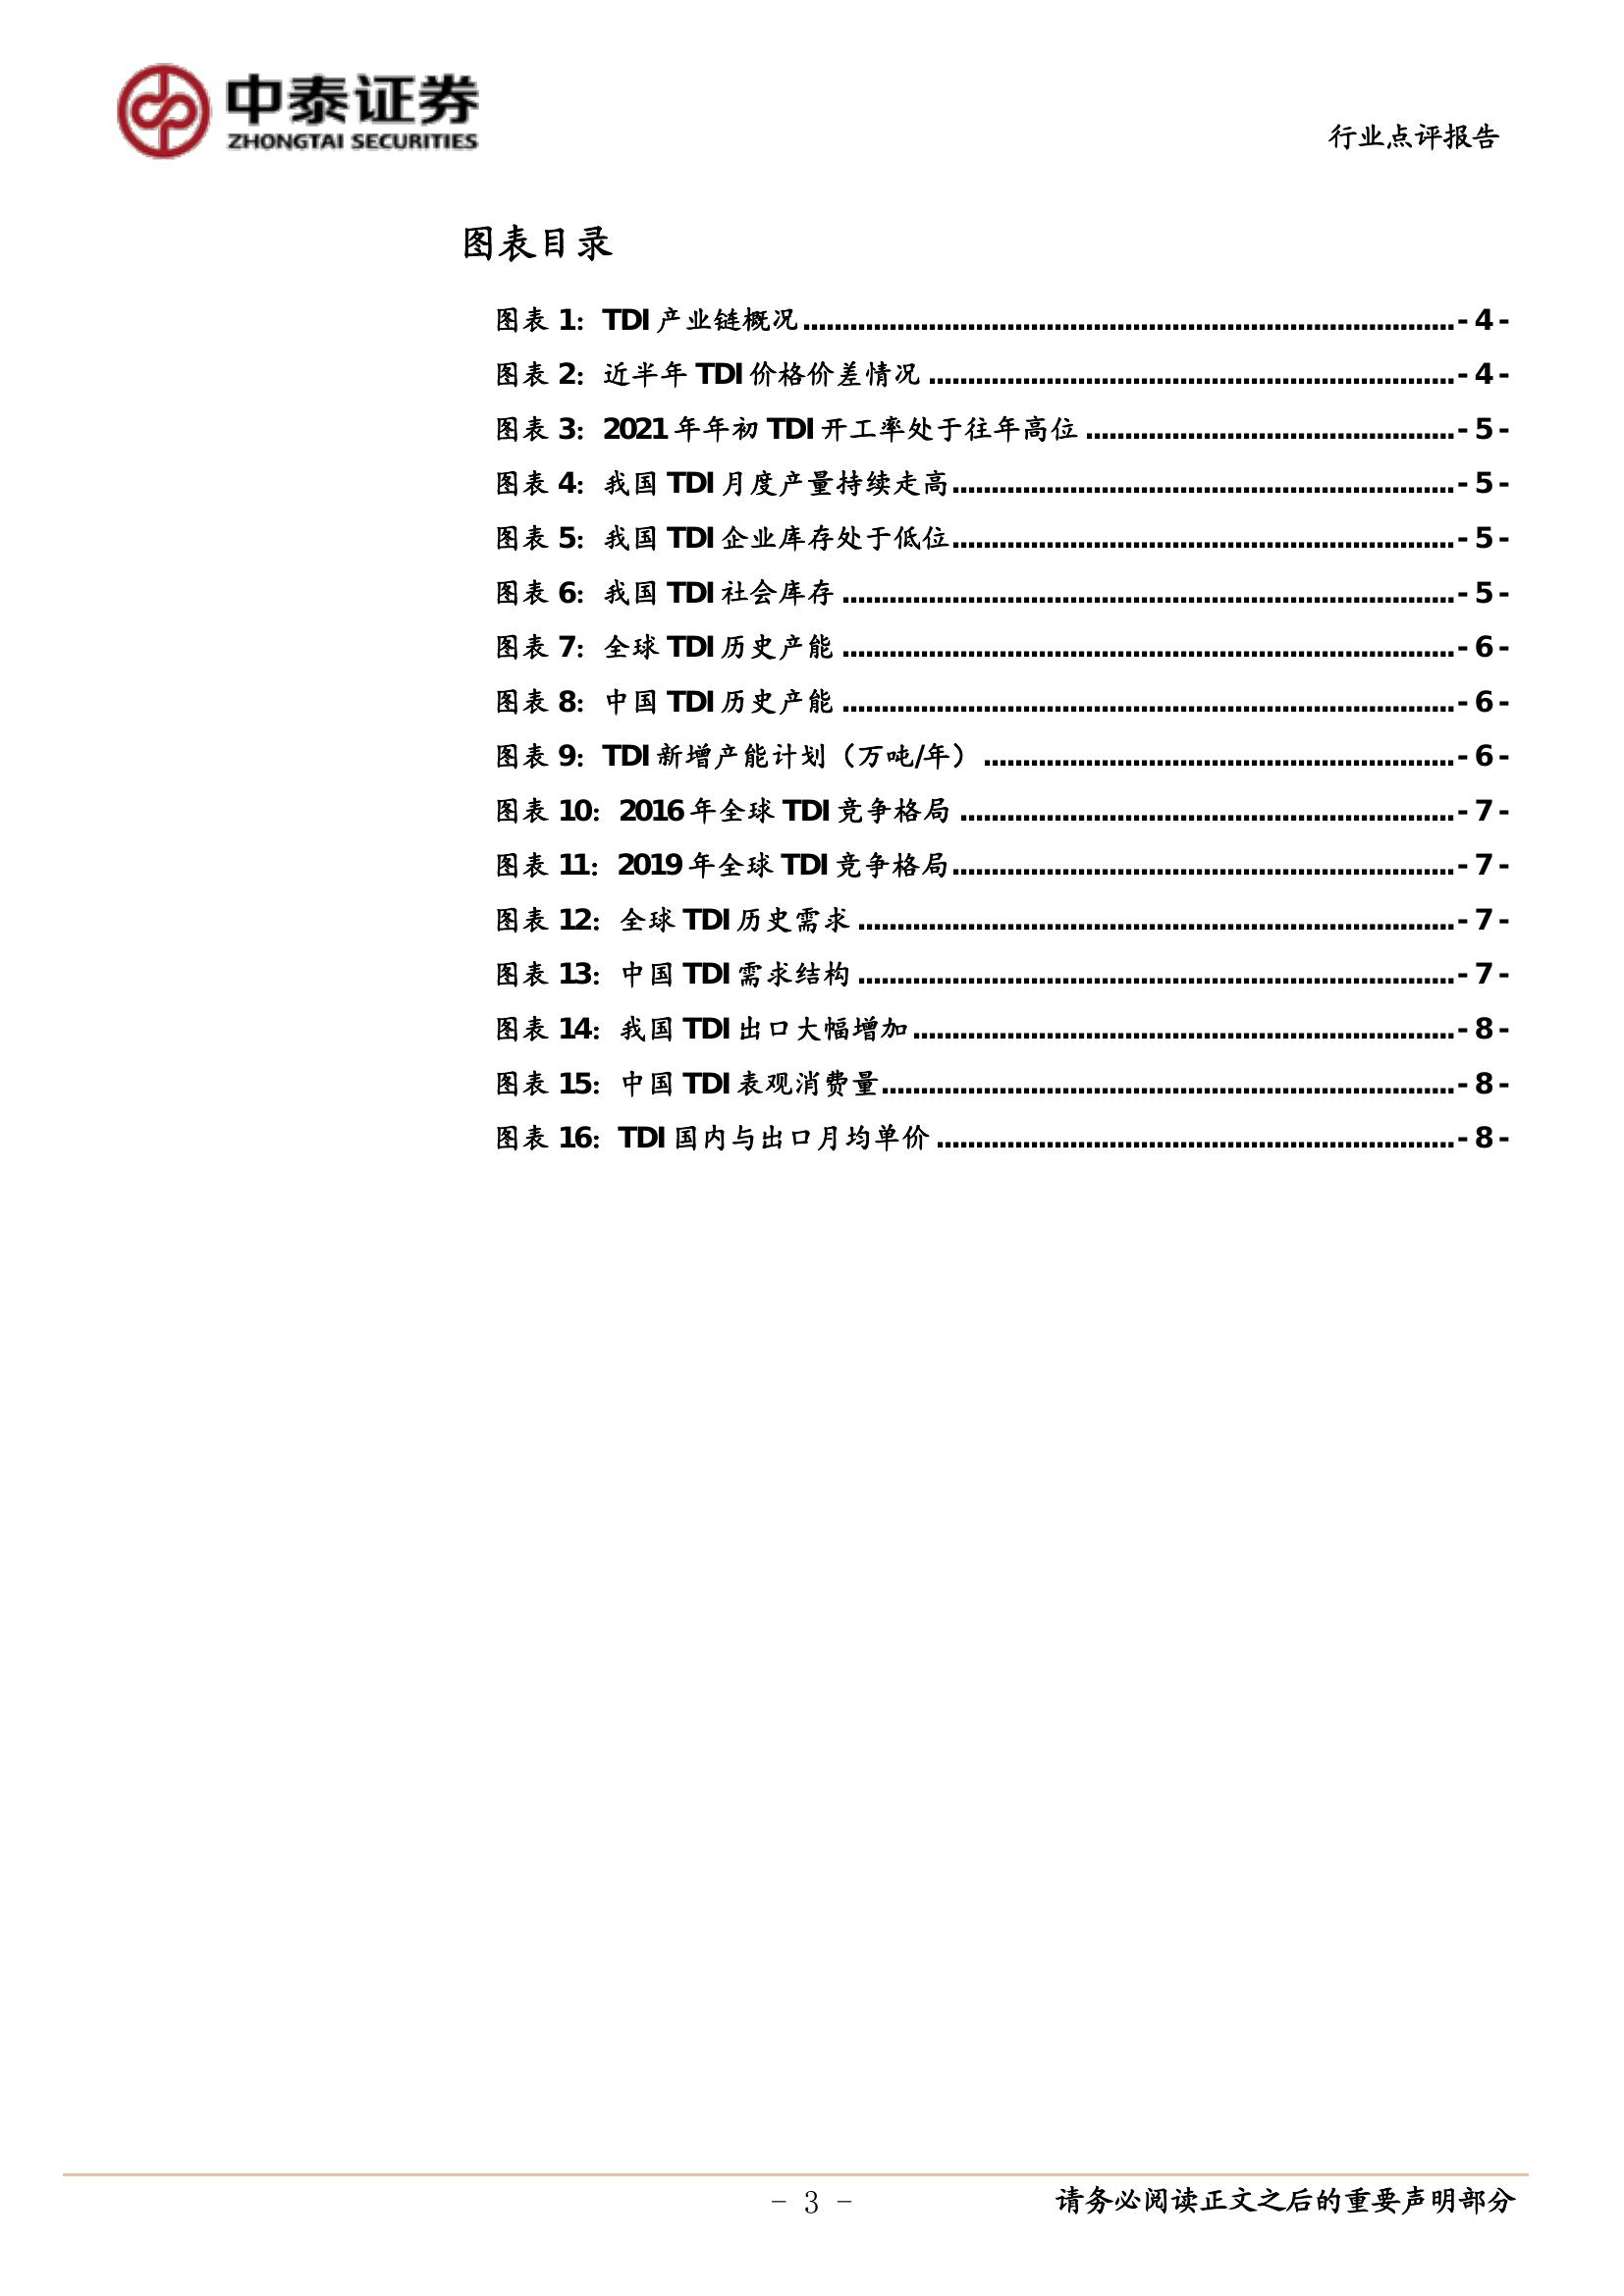 中泰证券
ZHONGTAI SECURITIES
行业点评报告
图表目录
图表 1：TDI 产业链概况..................................................................................- 4 -
图表 2：近半年 TDI 价格价差情况 ..................................................................- 4 -
图表 3：2021 年年初 TDI 开工率处于往年高位 ...............................................- 5 -
图表 4：我国 TDI 月度产量持续走高................................................................- 5 -
图表 5：我国 TDI 企业库存处于低位................................................................- 5 -
图表 6：我国 TDI 社会库存 .............................................................................- 5 -
图表 7：全球 TDI 历史产能 .............................................................................- 6 -
图表 8：中国 TDI 历史产能 .............................................................................- 6 -
图表 9：TDI 新增产能计划（万吨/年） ............................................................- 6 -
图表 10：2016 年全球 TDI 竞争格局 ...............................................................- 7 -
图表 11：2019 年全球 TDI 竞争格局................................................................- 7 -
图表 12：全球 TDI 历史需求 ...........................................................................- 7 -
图表 13：中国 TDI 需求结构 ...........................................................................- 7 -
图表 14：我国 TDI 出口大幅增加.....................................................................- 8 -
图表 15：中国 TDI 表观消费量.........................................................................- 8 -
图表 16：TDI 国内与出口月均单价 ..................................................................- 8 -
- 3 -
请务必阅读正文之后的重要声明部分